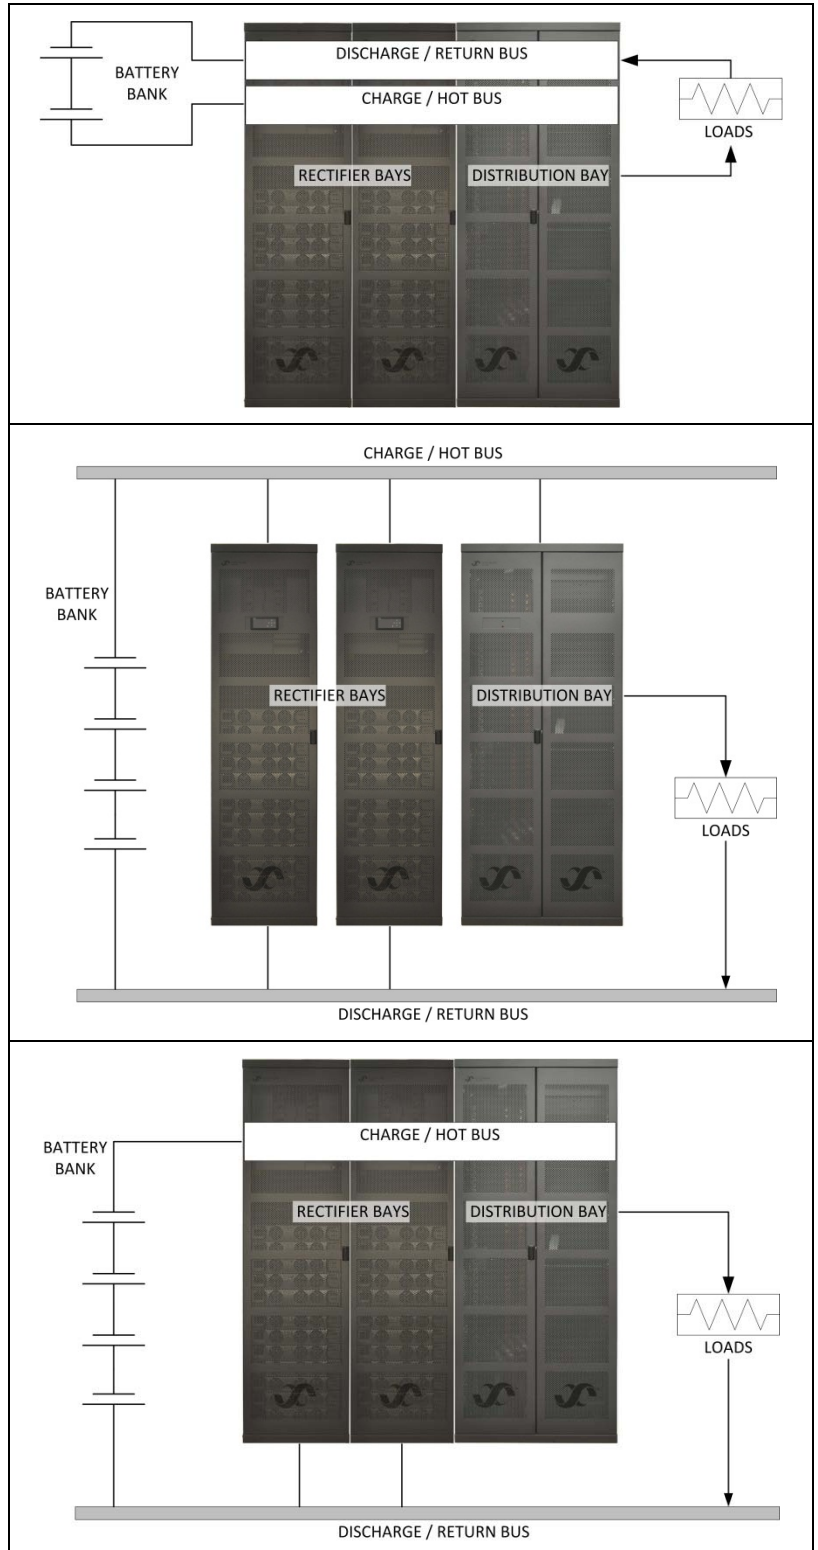 DISCHARGE / RETURN BUS
BATTERY
BANK
CHARGE / HOT BUS
LOADS
RECTIFIER BAYS
DISTRIBUTION BAY
CHARGE / HOT BUS
BATTERY
BANK
RECTIFIER BAYS
DISTRIBUTION BAY
LOADS
DISCHARGE / RETURN BUS
CHARGE / HOT BUS
BATTERY
BANK
RECTIFIER BAYS
DISTRIBUTION BAY
LOADS
DISCHARGE / RETURN BUS